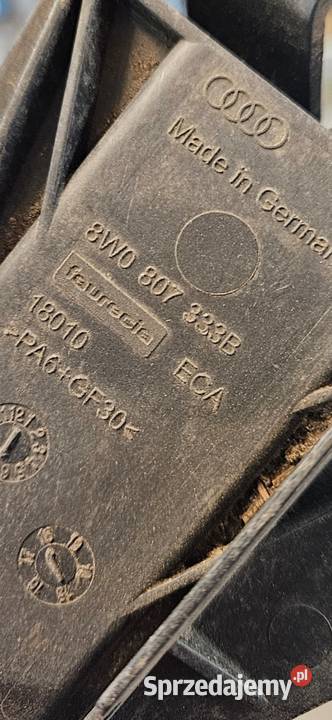 Made in German
8W0 807 333B
faurecia ECA
18010
>PA6+GF30<
Sprzedajemy.pl